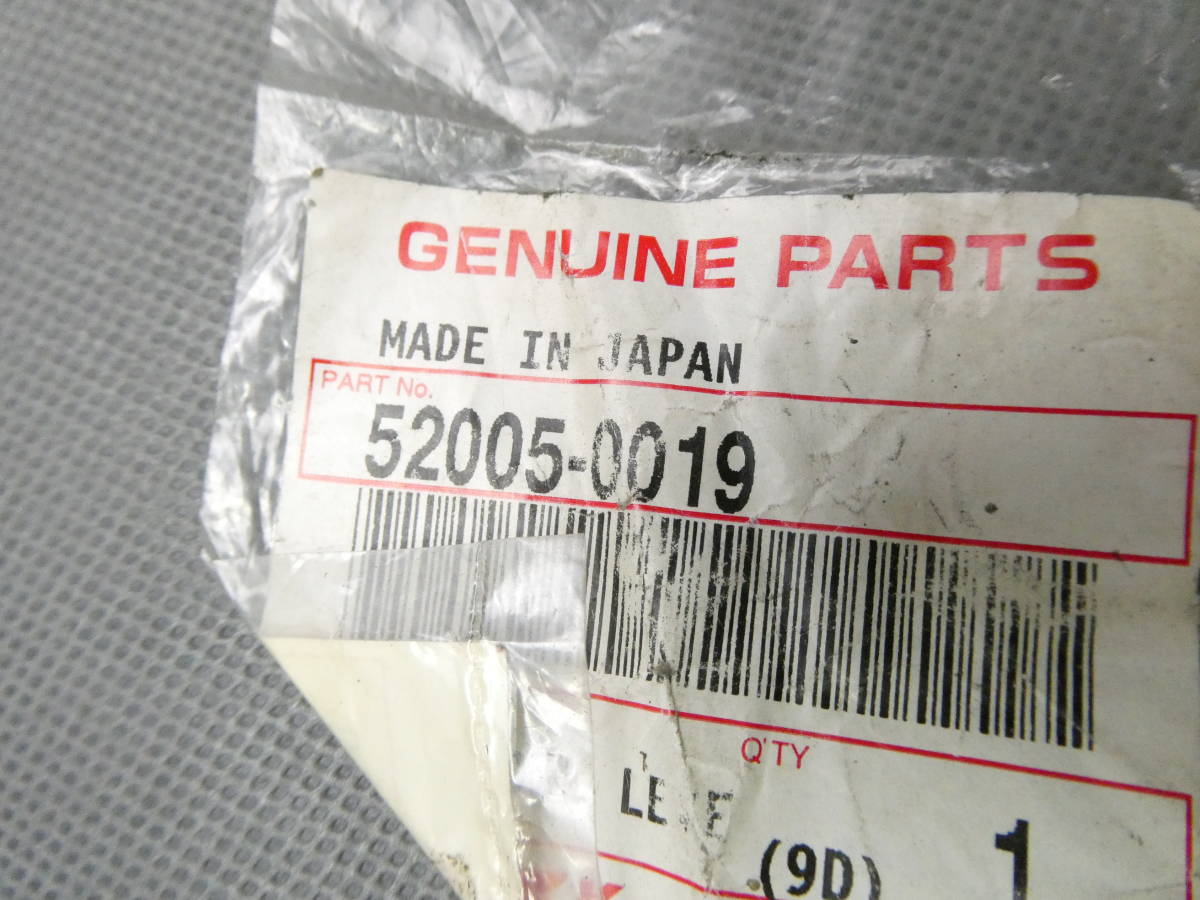 GENUINE PARTS
MADE IN JAPAN
PART No.
52005-0019
Q'TY
(9D) 1